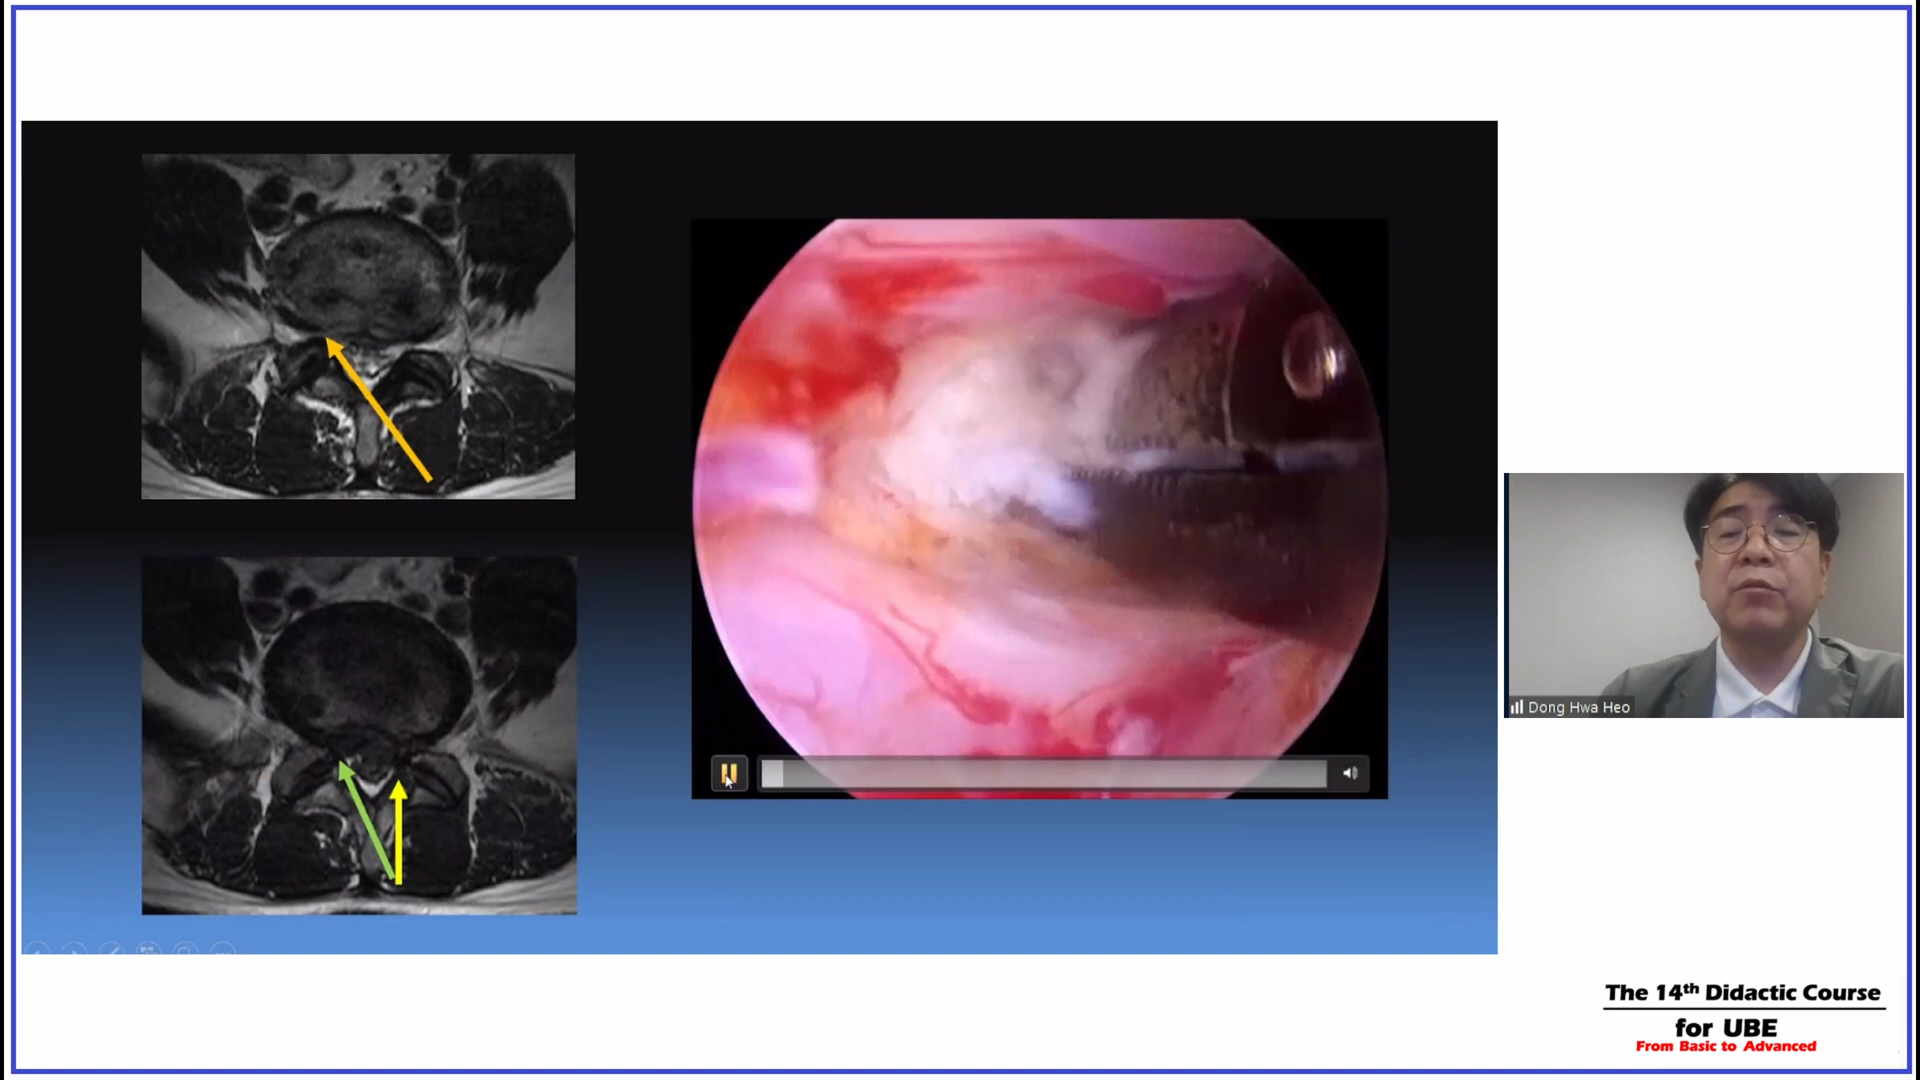 Dong Hwa Heo
The 14th Didactic Course
for UBE
From Basic to Advanced